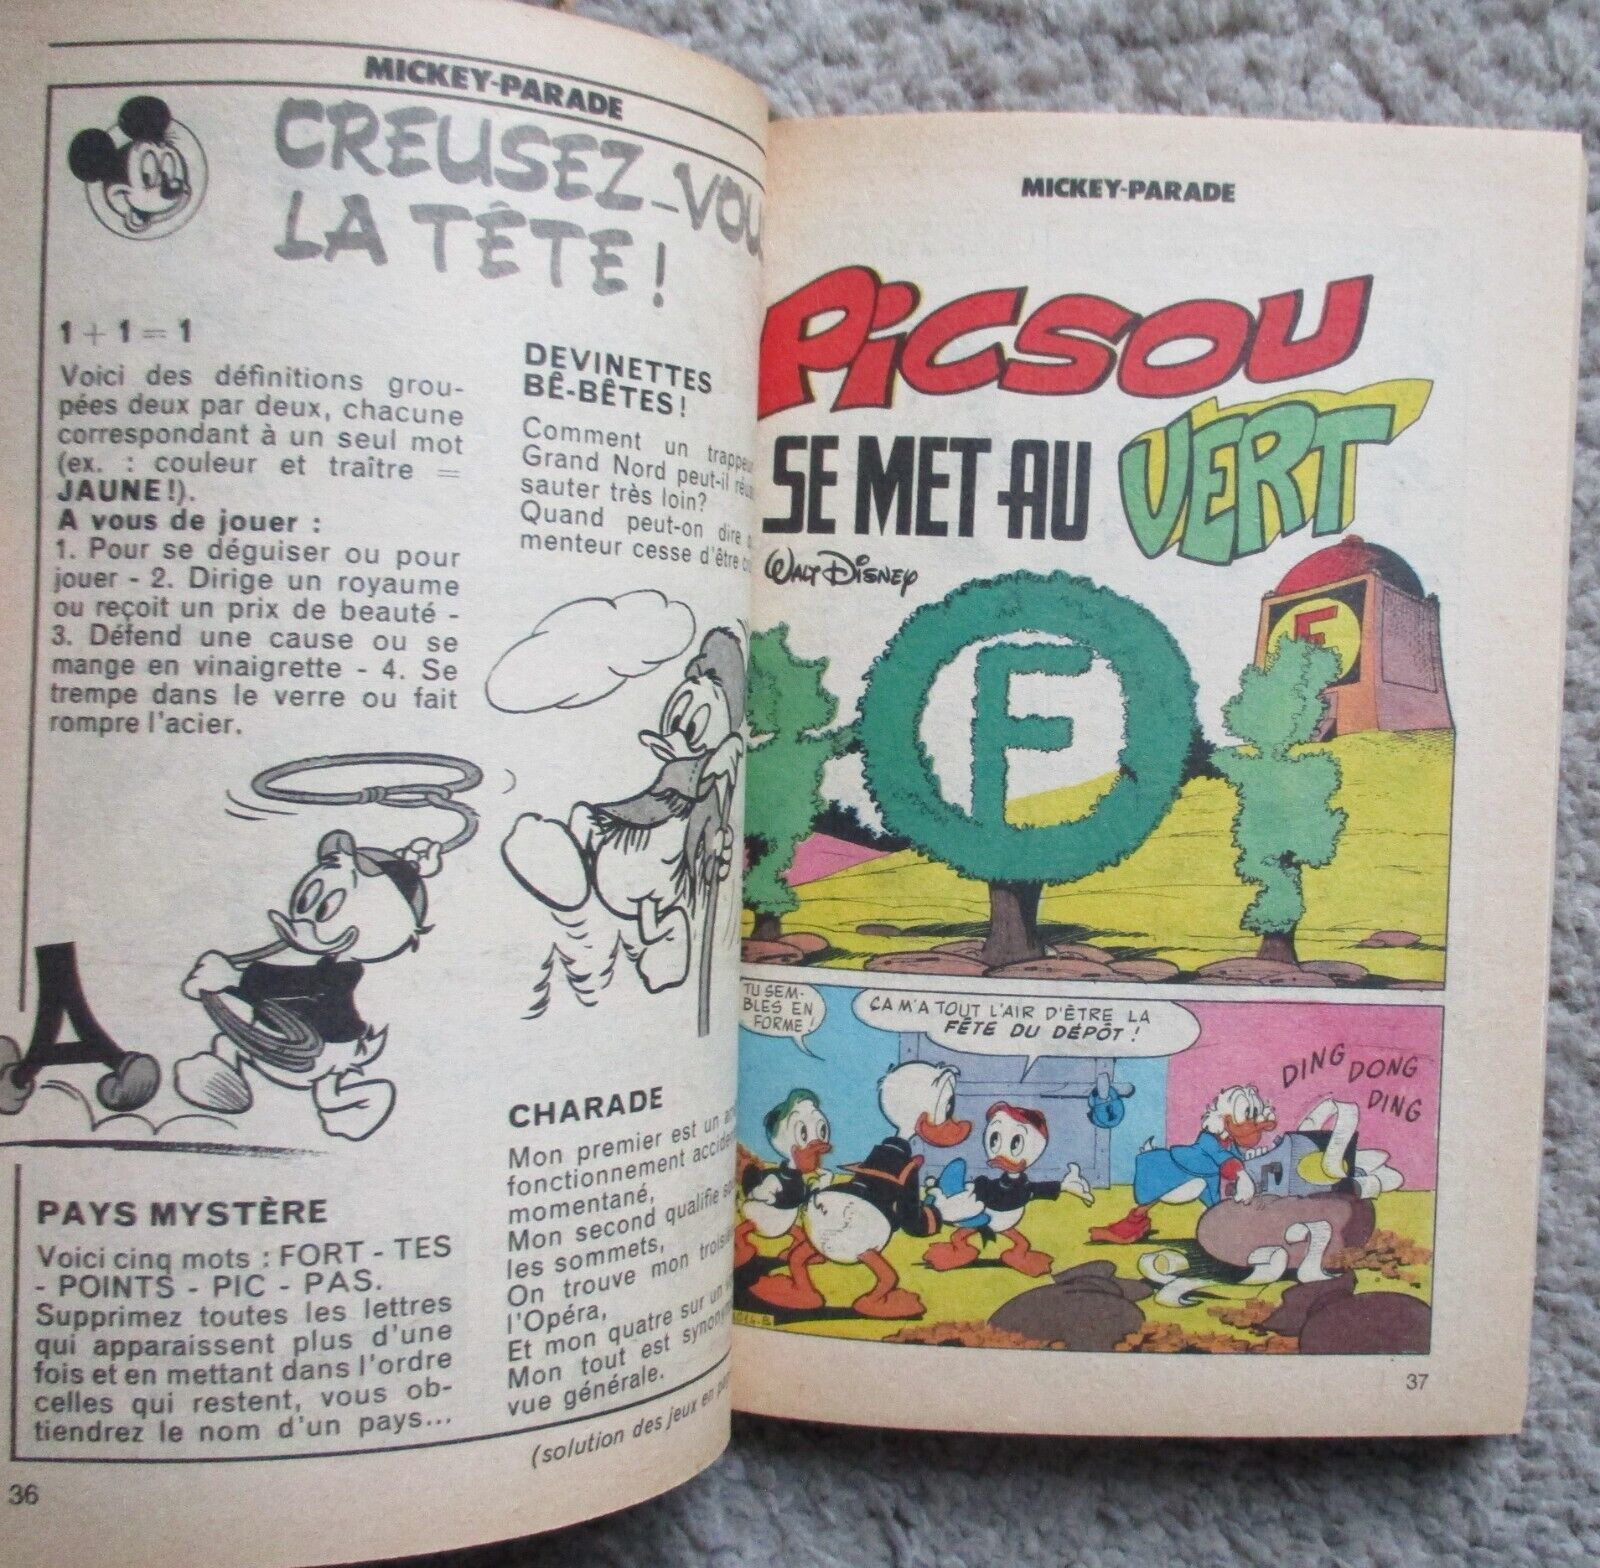 MICKEY-PARADE
CREUSEZ-VOU
LA TÊTE!
1 + 1 = 1
Voici des définitions grou-
pées deux par deux, chacune
correspondant à un seul mot
(ex. : couleur et traître =
JAUNE!).
A vous de jouer :
1. Pour se déguiser ou pour
jouer - 2. Dirige un royaume
ou reçoit un prix de beauté -
3. Défend une cause ou se
mange en vinaigrette - 4. Se
trempe dans le verre ou fait
rompre l'acier.
PAYS MYSTÈRE
Voici cinq mots : FORT - TES
- POINTS - PIC - PAS.
Supprimez toutes les lettres
qui apparaissent plus d'une
fois et en mettant dans l'ordre
celles qui restent, vous ob-
tiendrez le nom d'un pays...
DEVINETTES
BÊ-BÊTES!
Comment un trappeu
Grand Nord peut-il réu
sauter très loin?
Quand peut-on dire
menteur cesse d'être
CHARADE
Mon premier est un
fonctionnement accide
momentané,
Mon second qualifie
les sommets,
On trouve mon trois
l'Opéra,
Et mon quatre sur un
Mon tout est synony
vue générale.
(solution des jeux en
36
MICKEY-PARADE
PICSOU
SE MET AU VERT
WALT DISNEY
F
F
TU SEM-
BLES EN
FORME!
ÇA M'A TOUT L'AIR D'ÊTRE LA
FÊTE DU DÉPÔT!
DING DONG
DING
37